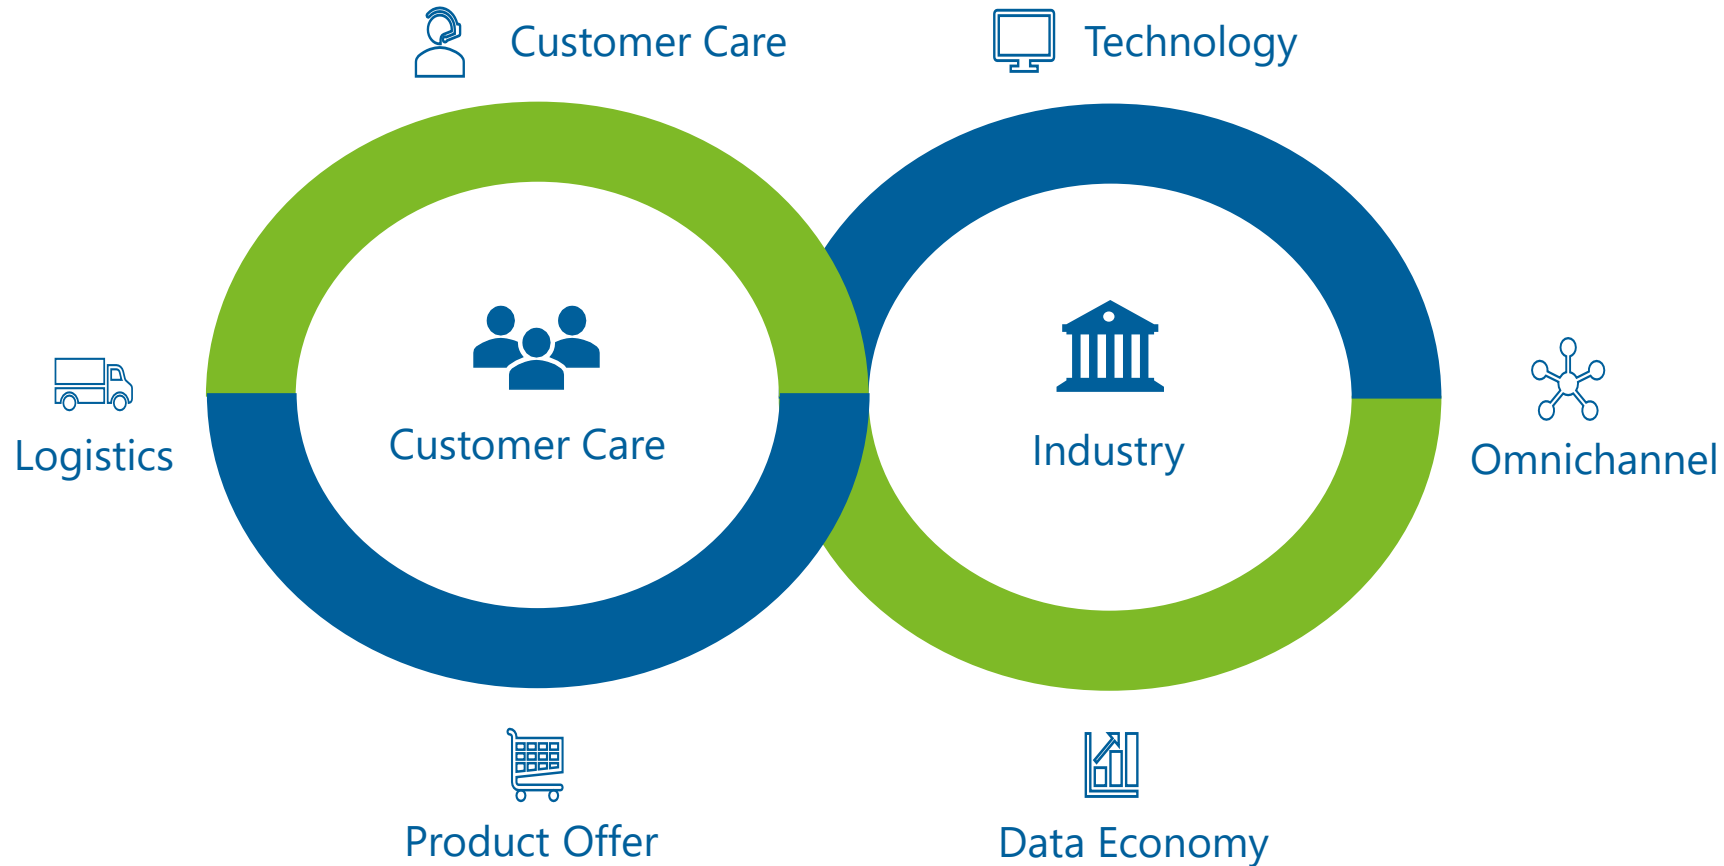 Customer Care
Technology
Logistics
Customer Care
Industry
Omnichannel
Product Offer
Data Economy